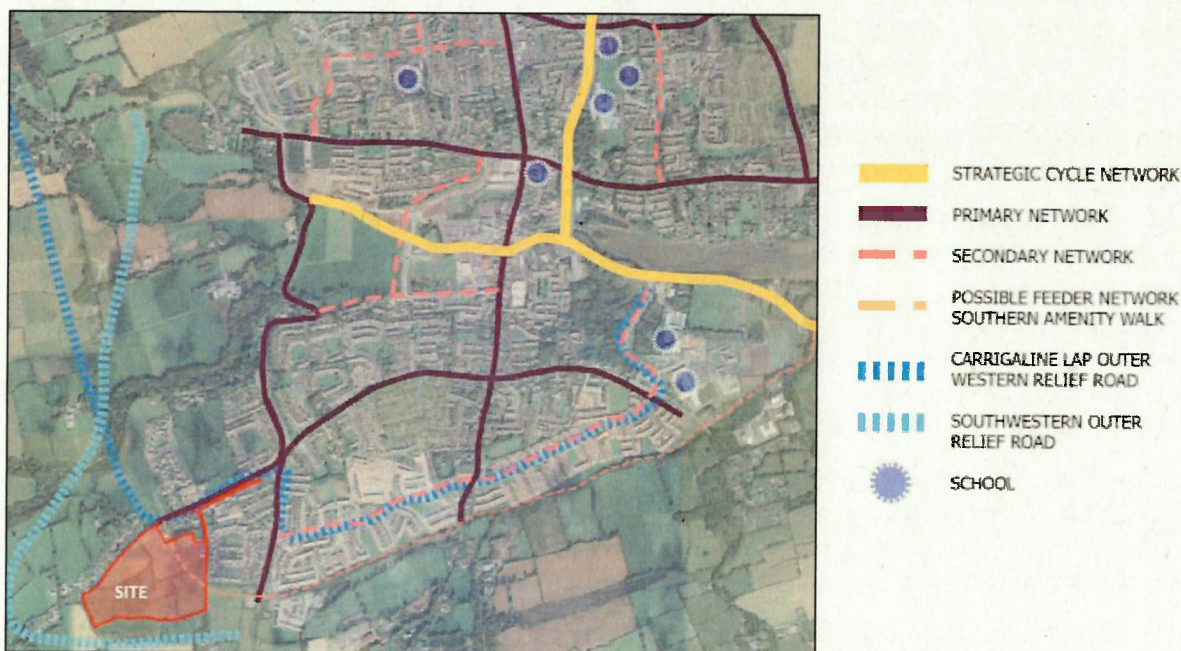 SITE
STRATEGIC CYCLE NETWORK
PRIMARY NETWORK
SECONDARY NETWORK
POSSIBLE FEEDER NETWORK
SOUTHERN AMENITY WALK
CARRIGALINE LAP OUTER
WESTERN RELIEF ROAD
SOUTHWESTERN OUTER
RELIEF ROAD
SCHOOL